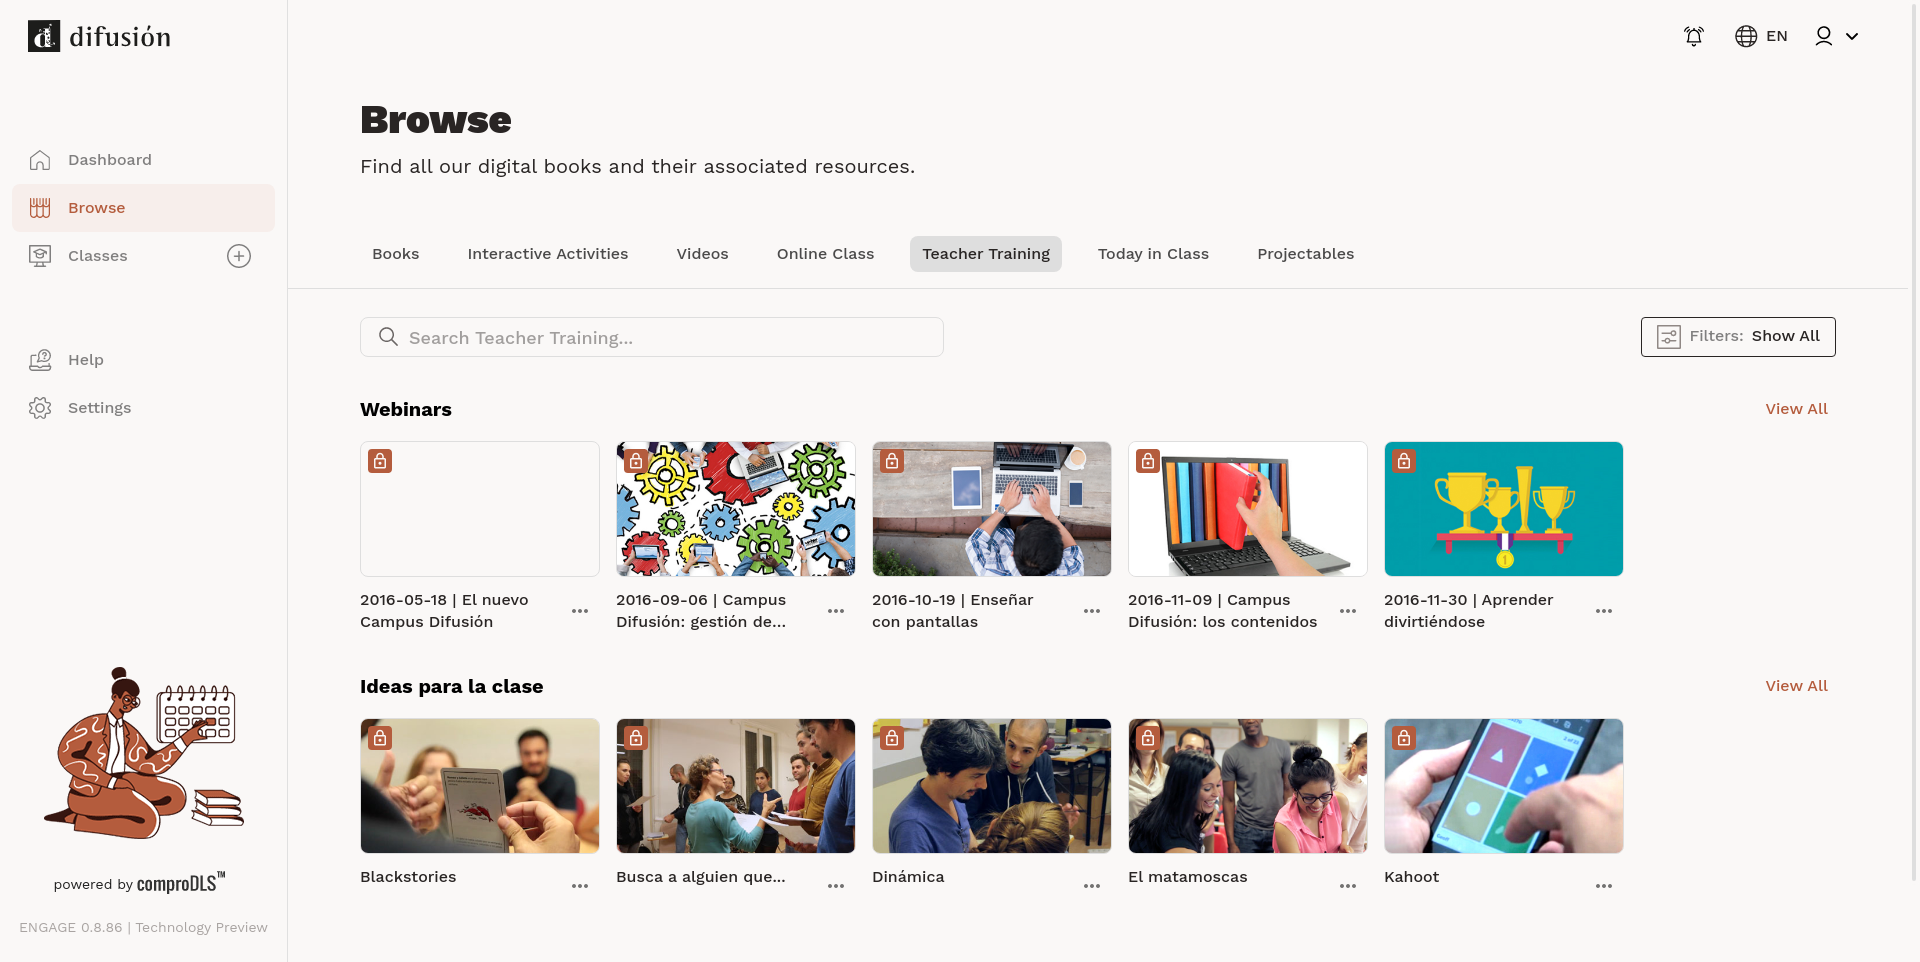 difusión
EN
Dashboard
Browse
Classes
Help
Settings
powered by comproDLS™
ENGAGE 0.8.86 | Technology Preview
Browse
Find all our digital books and their associated resources.
Books
Interactive Activities
Videos
Online Class
Teacher Training
Today in Class
Projectables
Search Teacher Training...
Filters: Show All
Webinars
View All
2016-05-18 | El nuevo
Campus Difusión
2016-09-06 | Campus
Difusión: gestión de...
2016-10-19 | Enseñar
con pantallas
2016-11-09 | Campus
Difusión: los contenidos
2016-11-30 | Aprender
divirtiéndose
Ideas para la clase
View All
Blackstories
Busca a alguien que...
Dinámica
El matamoscas
Kahoot